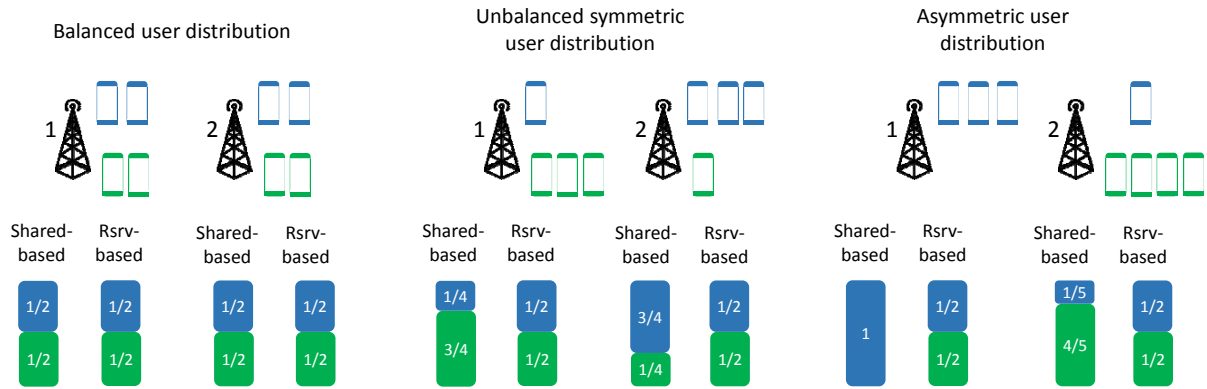 Balanced user distribution
Unbalanced symmetric
user distribution
Asymmetric user
distribution
1
2
1
2
1
2
Shared-
based
Rsrv-
based
Shared-
based
Rsrv-
based
Shared-
based
Rsrv-
based
Shared-
based
Rsrv-
based
Shared-
based
Rsrv-
based
Shared-
based
Rsrv-
based
1/2
1/2
1/2
1/2
1/4
1/2
3/4
1/2
1
1/2
1/5
1/2
1/2
1/2
1/2
1/2
3/4
1/2
1/4
1/2
1/2
4/5
1/2